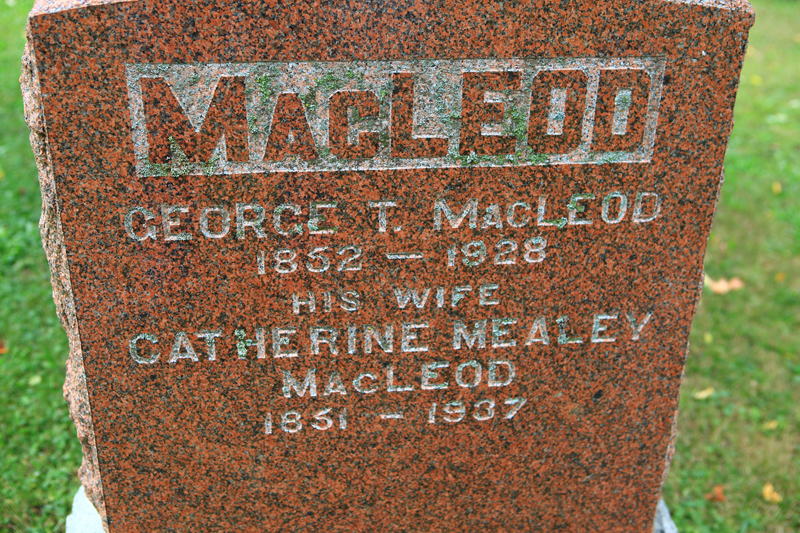 MACLEOD
GEORGE T. MACLEOD
1852 — 1928
HIS WIFE
CATHERINE MEALEY
MACLEOD
1851 — 1937